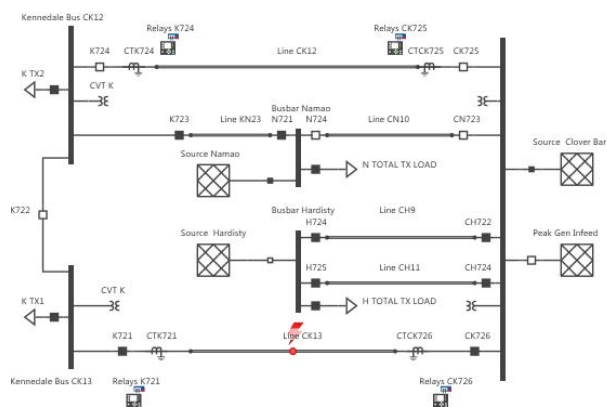 Kennedale Bus CK12
Relays K724
Relays CK725
K724
CTK724
Line CK12
CTCK725
CK725
K TX2
CVT K
K723
Line KN23
Busbar Namao
N721
N724
Line CN10
CN723
Source Namao
N TOTAL TX LOAD
Source Clover Bar
K722
Busbar Hardisty
H724
Line CH9
CH722
Source Hardisty
Peak Gen Infeed
H725
Line CH11
CH724
K TX1
CVT K
H TOTAL TX LOAD
K721
CTK721
Line CK13
CTCK726
CK726
Kennedale Bus CK13
Relays K721
Relays CK726